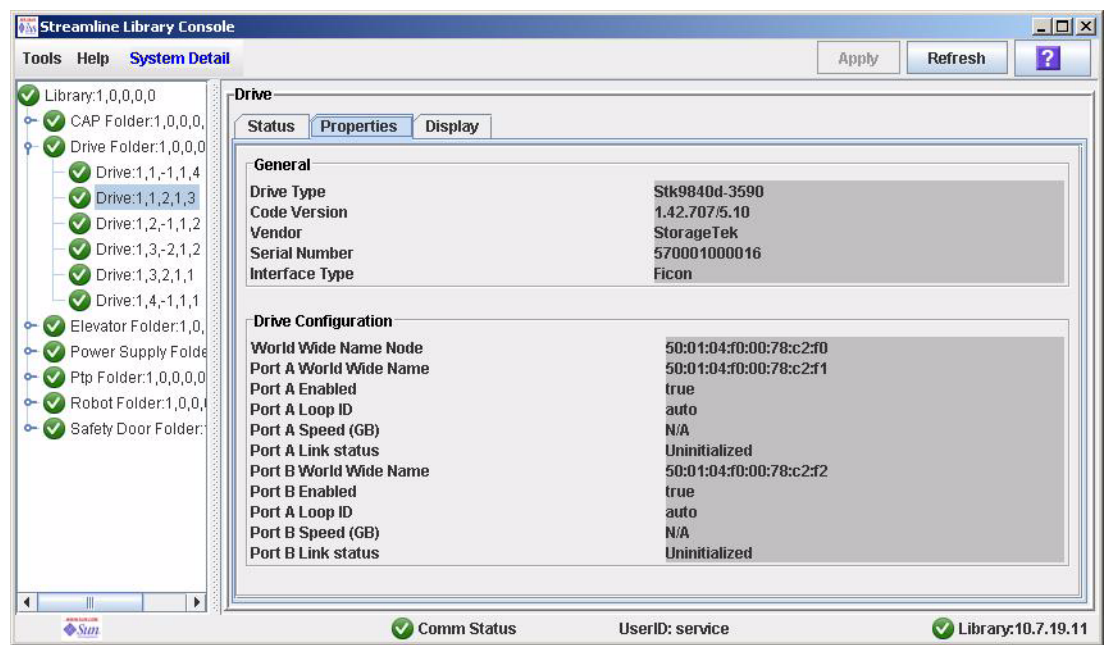 Streamline Library Console
Tools Help System Detail
Apply Refresh ?
Library:1,0,0,0,0
CAP Folder:1,0,0,0,
Drive Folder:1,0,0,0
Drive:1,1,-1,1,4
Drive:1,1,2,1,3
Drive:1,2,-1,1,2
Drive:1,3,-2,1,2
Drive:1,3,2,1,1
Drive:1,4,-1,1,1
Elevator Folder:1,0,
Power Supply Folde
Ptp Folder:1,0,0,0,0
Robot Folder:1,0,0,
Safety Door Folder:
Drive
Status Properties Display
General
Drive Type Stk9840d-3590
Code Version 1.42.707/5.10
Vendor StorageTek
Serial Number 570001000016
Interface Type Ficon
Drive Configuration
World Wide Name Node 50:01:04:f0:00:78:c2:f0
Port A World Wide Name 50:01:04:f0:00:78:c2:f1
Port A Enabled true
Port A Loop ID auto
Port A Speed (GB) N/A
Port A Link status Uninitialized
Port B World Wide Name 50:01:04:f0:00:78:c2:f2
Port B Enabled true
Port A Loop ID auto
Port B Speed (GB) N/A
Port B Link status Uninitialized
Sun
Comm Status UserID: service Library:10.7.19.11